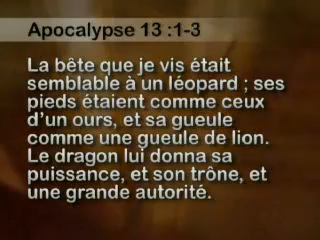 Apocalypse 13 :1-3
La bête que je vis était
semblable à un léopard ; ses
pieds étaient comme ceux
d'un ours, et sa gueule
comme une gueule de lion.
Le dragon lui donna sa
puissance, et son trône, et
une grande autorité.